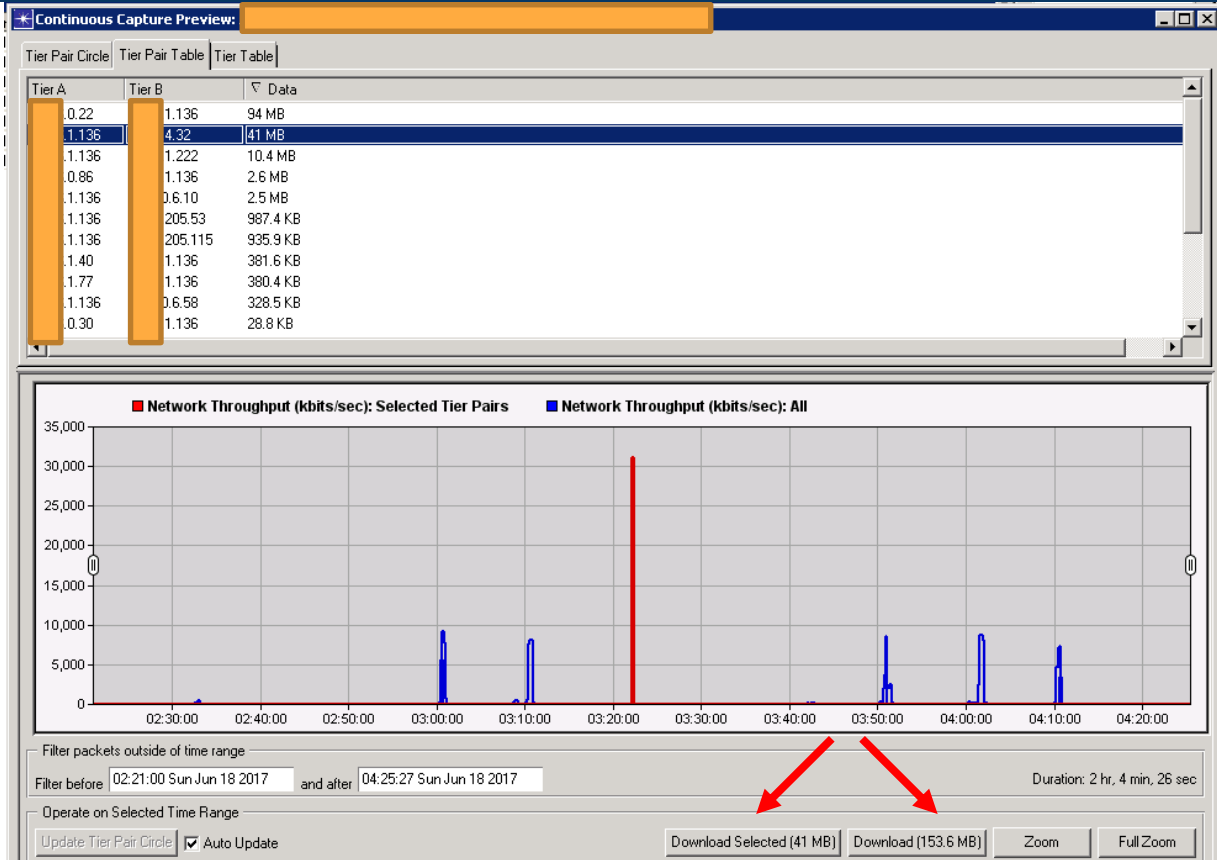 Continuous Capture Preview:
Tier Pair Circle Tier Pair Table Tier Table
Tier A Tier B Data
.0.22 1.136 94 MB
.1.136 4.32 41 MB
.1.136 1.222 10.4 MB
.0.86 1.136 2.6 MB
.1.136 0.6.10 2.5 MB
.1.136 205.53 987.4 KB
.1.136 205.115 935.9 KB
.1.40 1.136 381.6 KB
.1.77 1.136 380.4 KB
.1.136 0.6.58 328.5 KB
.0.30 1.136 28.8 KB
Network Throughput (kbits/sec): Selected Tier Pairs Network Throughput (kbits/sec): All
35,000
30,000
25,000
20,000
15,000
10,000
5,000
0
02:30:00 02:40:00 02:50:00 03:00:00 03:10:00 03:20:00 03:30:00 03:40:00 03:50:00 04:00:00 04:10:00 04:20:00
Filter packets outside of time range
Filter before 02:21:00 Sun Jun 18 2017 and after 04:25:27 Sun Jun 18 2017 Duration: 2 hr, 4 min, 26 sec
Operate on Selected Time Range
Update Tier Pair Circle Auto Update Download Selected (41 MB) Download (153.6 MB) Zoom Full Zoom